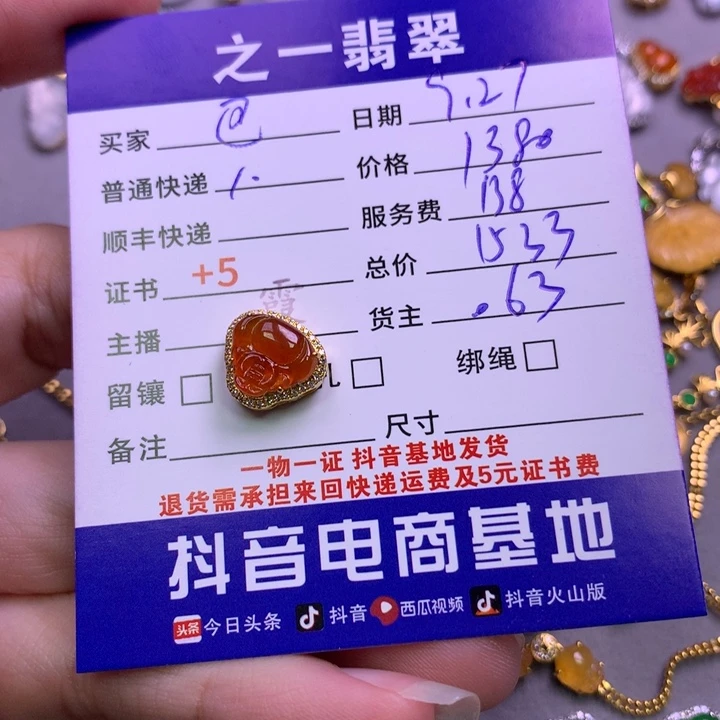 之一翡翠
买家 日期 9.27
普通快递 价格 1380
顺丰快递 服务费 138
证书 +5 总价 1533
主播 霞 货主 .63
留镶 儿 绑绳
备注 尺寸
一物一证 抖音基地发货
退货需承担来回快递运费及5元证书费
抖音电商基地
头条 今日头条 抖音 西瓜视频 抖音火山版